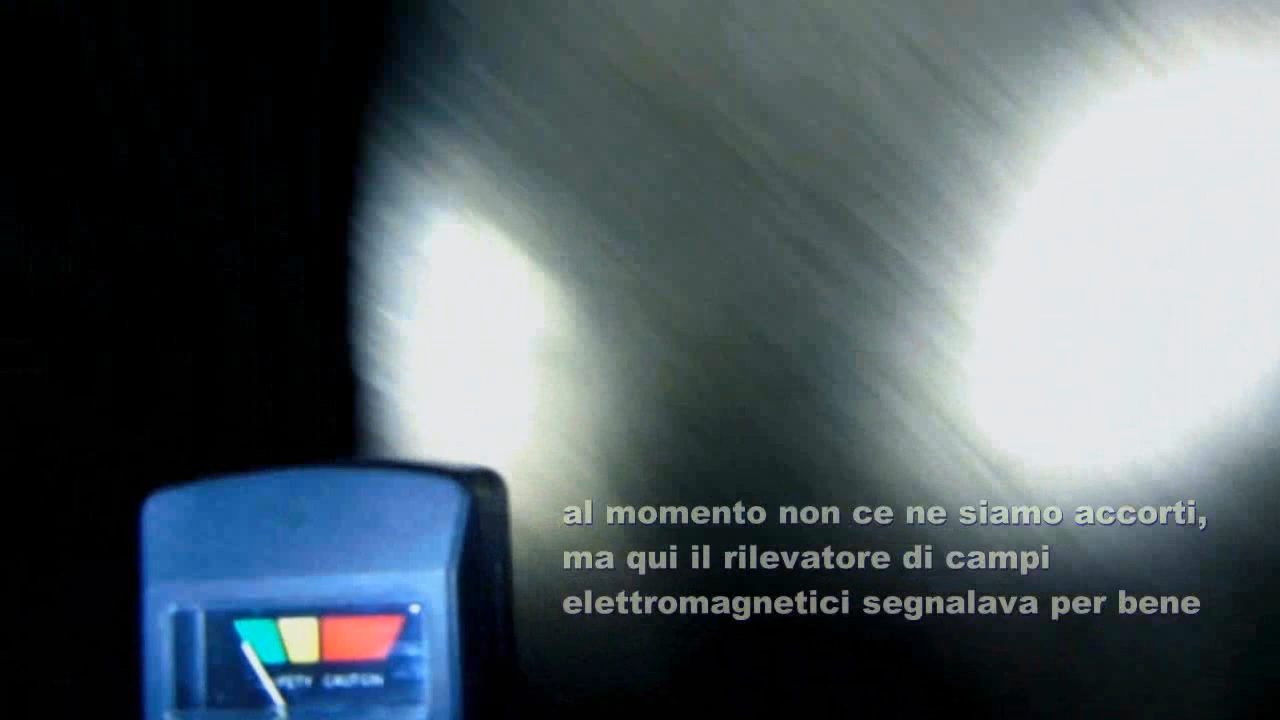 al momento non ce ne siamo accorti,
ma qui il rilevatore di campi
elettromagnetici segnalava per bene
CAUTION